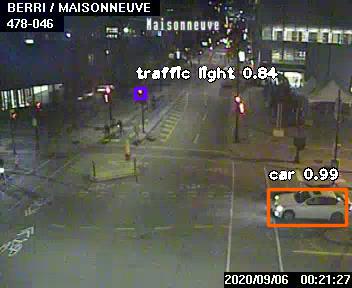 BERRI / MAISONNEUVE
478-046
Maisonneuve
traffic light 0.84
car 0.99
2020/09/06 00:21:27